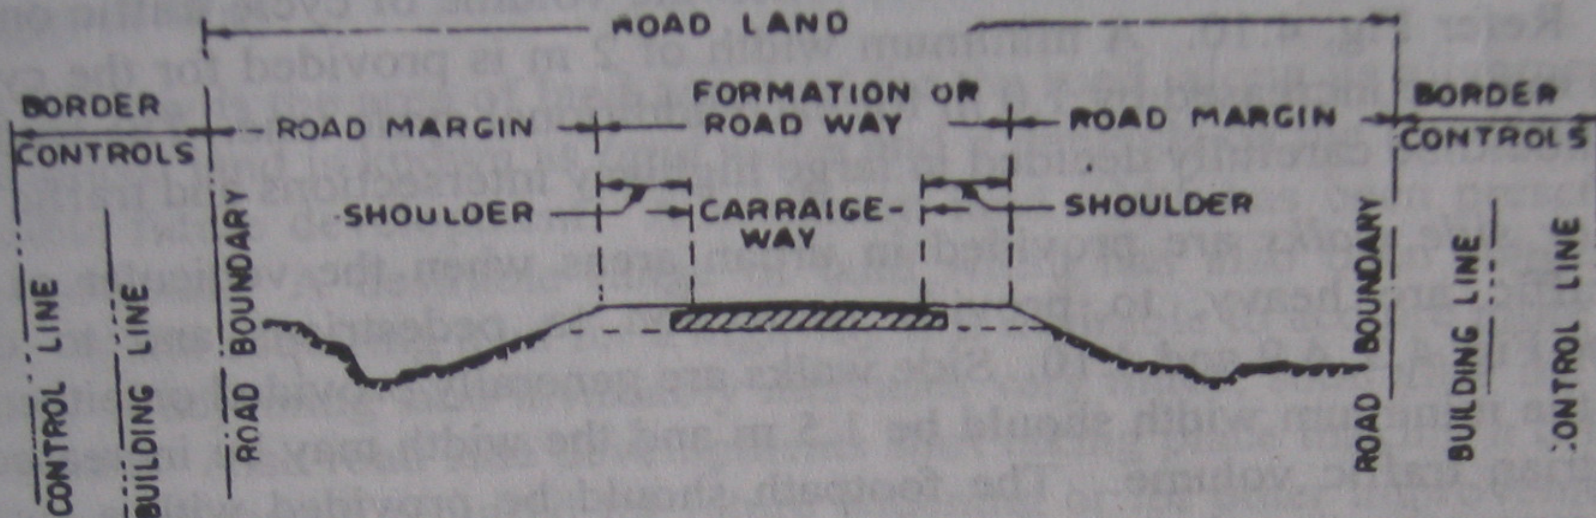 ROAD LAND
BORDER
CONTROLS
ROAD MARGIN
FORMATION OR
ROAD WAY
ROAD MARGIN
BORDER
CONTROLS
SHOULDER
CARRAIGE-
WAY
SHOULDER
CONTROL LINE
BUILDING LINE
ROAD BOUNDARY
ROAD BOUNDARY
BUILDING LINE
CONTROL LINE